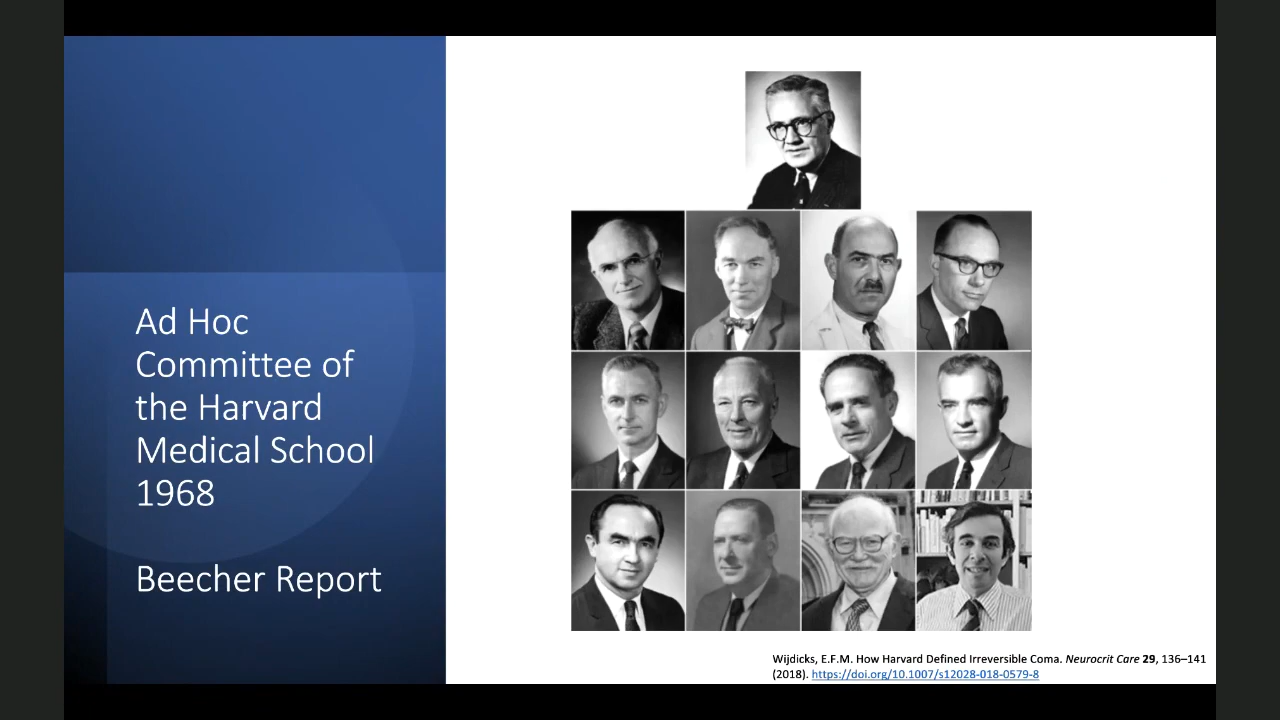 Ad Hoc
Committee of
the Harvard
Medical School
1968
Beecher Report
Wijdicks, E.F.M. How Harvard Defined Irreversible Coma. Neurocrit Care 29, 136–141
(2018). https://doi.org/10.1007/s12028-018-0579-8